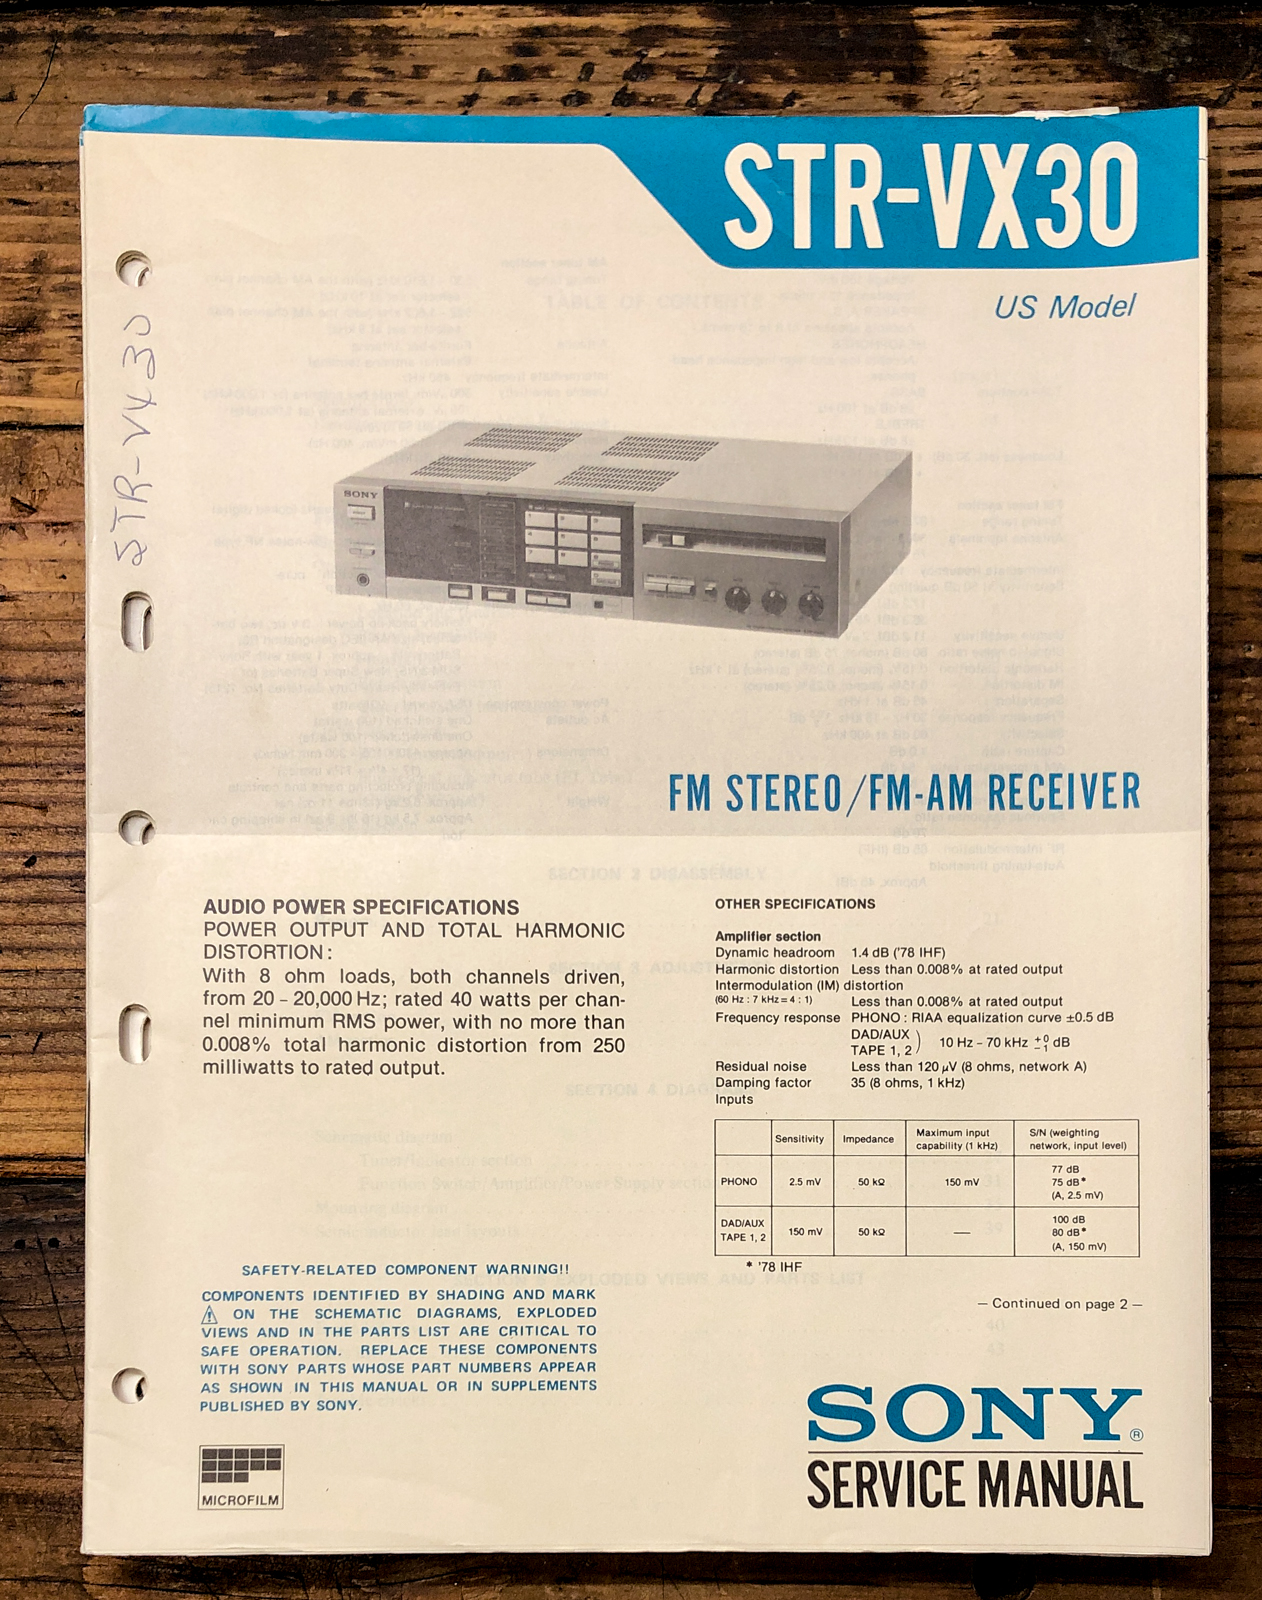 STR-VX30
US Model
STR-VX30
SONY
FM STEREO/FM-AM RECEIVER
AUDIO POWER SPECIFICATIONS
POWER OUTPUT AND TOTAL HARMONIC
DISTORTION:
With 8 ohm loads, both channels driven,
from 20 – 20,000 Hz; rated 40 watts per chan-
nel minimum RMS power, with no more than
0.008% total harmonic distortion from 250
milliwatts to rated output.
OTHER SPECIFICATIONS
Amplifier section
Dynamic headroom 1.4 dB ('78 IHF)
Harmonic distortion Less than 0.008% at rated output
Intermodulation (IM) distortion
(60 Hz : 7 kHz = 4 : 1) Less than 0.008% at rated output
Frequency response PHONO : RIAA equalization curve ±0.5 dB
DAD/AUX
TAPE 1, 2 ) 10 Hz – 70 kHz +0 −1 dB
Residual noise Less than 120 μV (8 ohms, network A)
Damping factor 35 (8 ohms, 1 kHz)
Inputs
Sensitivity Impedance Maximum input capability (1 kHz) S/N (weighting network, input level)
PHONO 2.5 mV 50 kΩ 150 mV 77 dB 75 dB* (A, 2.5 mV)
DAD/AUX TAPE 1, 2 150 mV 50 kΩ — 100 dB 80 dB* (A, 150 mV)
* '78 IHF
— Continued on page 2 —
SAFETY-RELATED COMPONENT WARNING!!
COMPONENTS IDENTIFIED BY SHADING AND MARK
⚠ ON THE SCHEMATIC DIAGRAMS, EXPLODED
VIEWS AND IN THE PARTS LIST ARE CRITICAL TO
SAFE OPERATION. REPLACE THESE COMPONENTS
WITH SONY PARTS WHOSE PART NUMBERS APPEAR
AS SHOWN IN THIS MANUAL OR IN SUPPLEMENTS
PUBLISHED BY SONY.
MICROFILM
SONY®
SERVICE MANUAL